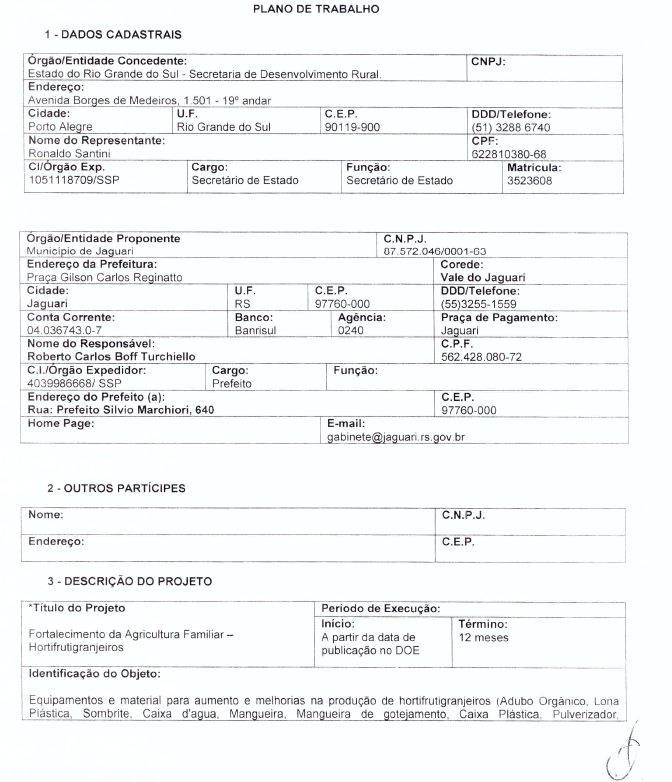 PLANO DE TRABALHO
1 - DADOS CADASTRAIS
Órgão/Entidade Concedente: CNPJ:
Estado do Rio Grande do Sul - Secretaria de Desenvolvimento Rural.
Endereço:
Avenida Borges de Medeiros, 1.501 - 19º andar
Cidade: U.F. C.E.P. DDD/Telefone:
Porto Alegre Rio Grande do Sul 90119-900 (51) 3288 6740
Nome do Representante: CPF:
Ronaldo Santini 622810380-68
CI/Órgão Exp. Cargo: Função: Matrícula:
1051118709/SSP Secretário de Estado Secretário de Estado 3523608
Órgão/Entidade Proponente C.N.P.J.
Município de Jaguari 87.572.046/0001-63
Endereço da Prefeitura: Corede:
Praça Gilson Carlos Reginatto Vale do Jaguari
Cidade: U.F. C.E.P. DDD/Telefone:
Jaguari RS 97760-000 (55)3255-1559
Conta Corrente: Banco: Agência: Praça de Pagamento:
04.036743.0-7 Banrisul 0240 Jaguari
Nome do Responsável: C.P.F.
Roberto Carlos Boff Turchiello 562.428.080-72
C.I./Órgão Expedidor: Cargo: Função:
4039986668/ SSP Prefeito
Endereço do Prefeito (a): C.E.P.
Rua: Prefeito Silvio Marchiori, 640 97760-000
Home Page: E-mail:
gabinete@jaguari.rs.gov.br
2 - OUTROS PARTÍCIPES
Nome: C.N.P.J.
Endereço: C.E.P.
3 - DESCRIÇÃO DO PROJETO
*Título do Projeto Período de Execução:
Início: Término:
Fortalecimento da Agricultura Familiar – A partir da data de 12 meses
Hortifrutigranjeiros publicação no DOE
Identificação do Objeto:
Equipamentos e material para aumento e melhorias na produção de hortifrutigranjeiros (Adubo Orgânico, Lona
Plástica, Sombrite, Caixa d'agua, Mangueira, Mangueira de gotejamento, Caixa Plástica, Pulverizador,